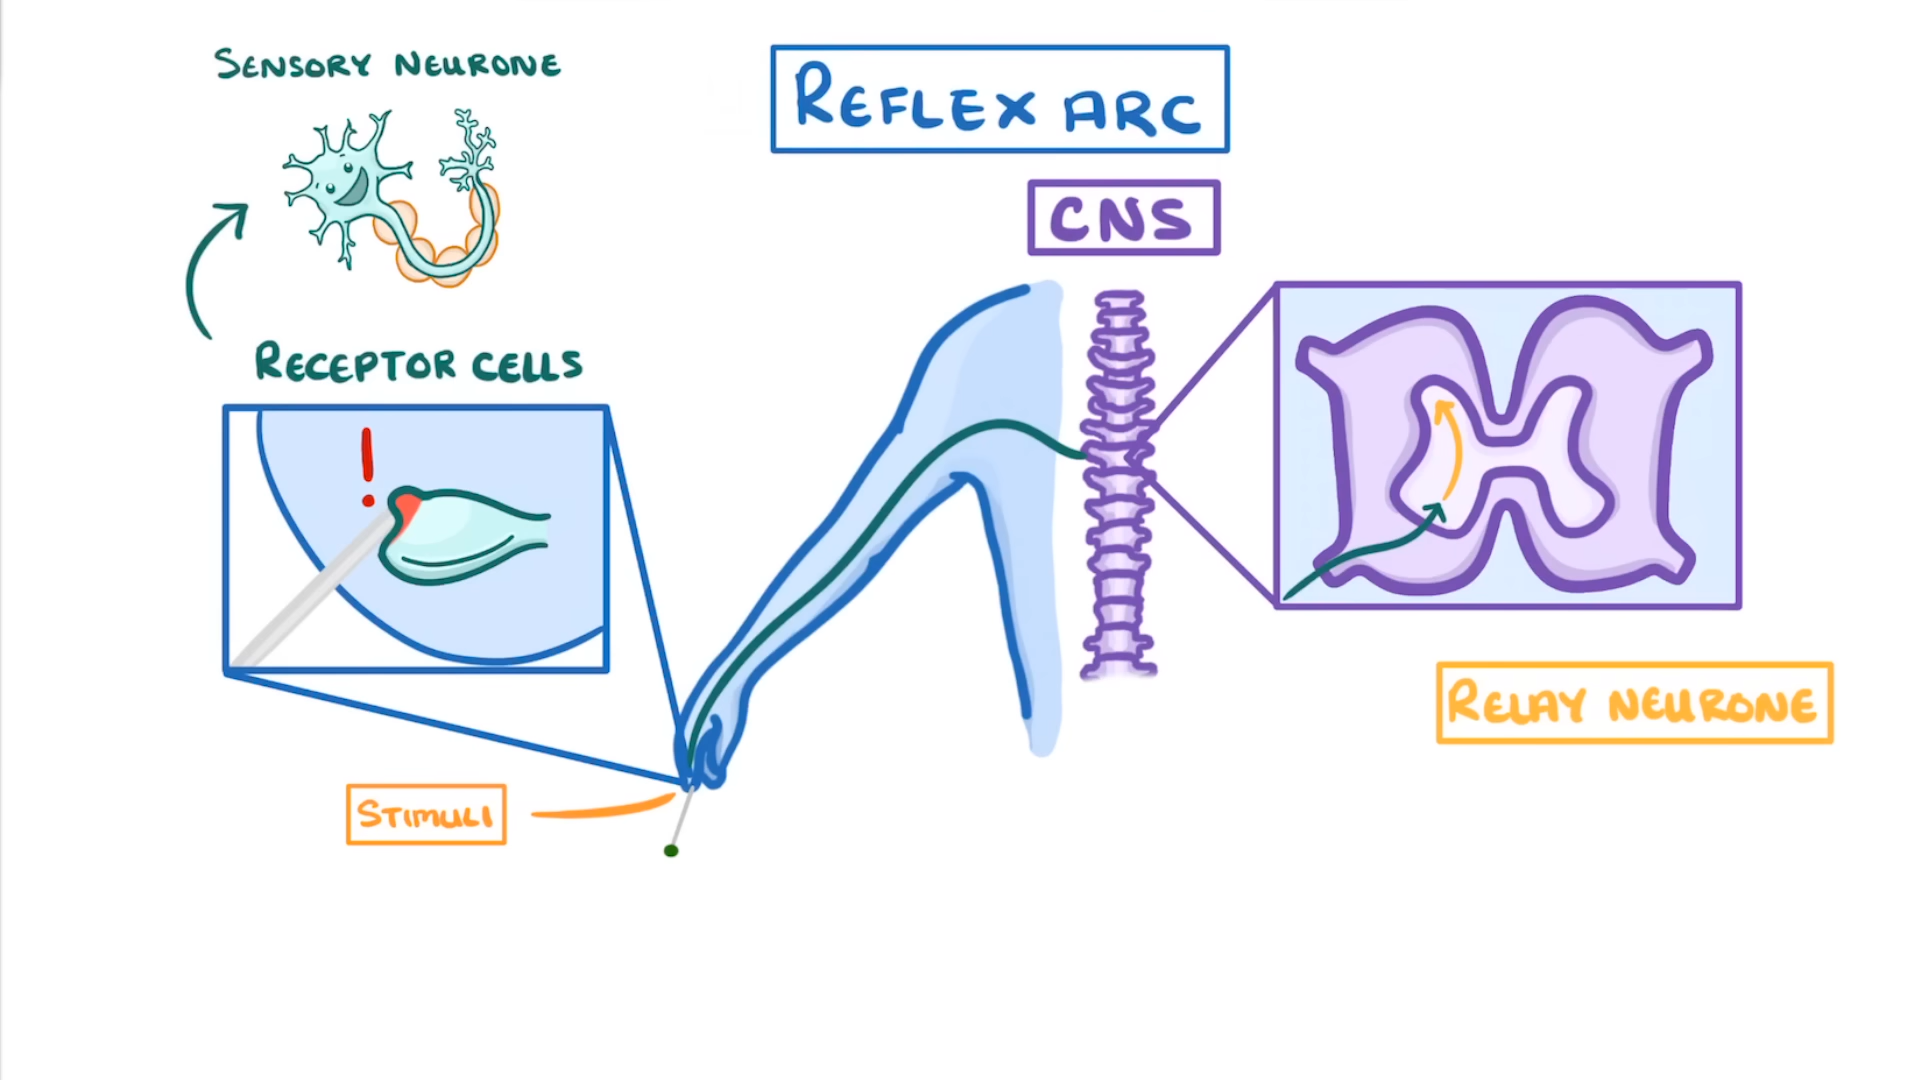 SENSORY NEURONE
REFLEX ARC
CNS
RECEPTOR CELLS
!
RELAY NEURONE
STIMULI